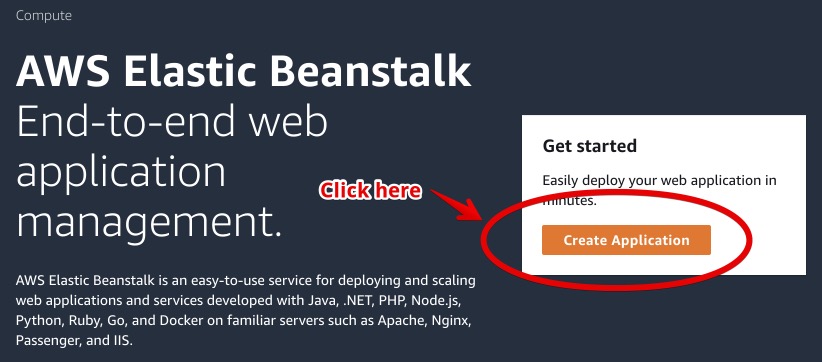 Compute
AWS Elastic Beanstalk
End-to-end web
application
management.
AWS Elastic Beanstalk is an easy-to-use service for deploying and scaling
web applications and services developed with Java, .NET, PHP, Node.js,
Python, Ruby, Go, and Docker on familiar servers such as Apache, Nginx,
Passenger, and IIS.
Click here
Get started
Easily deploy your web application in
minutes.
Create Application